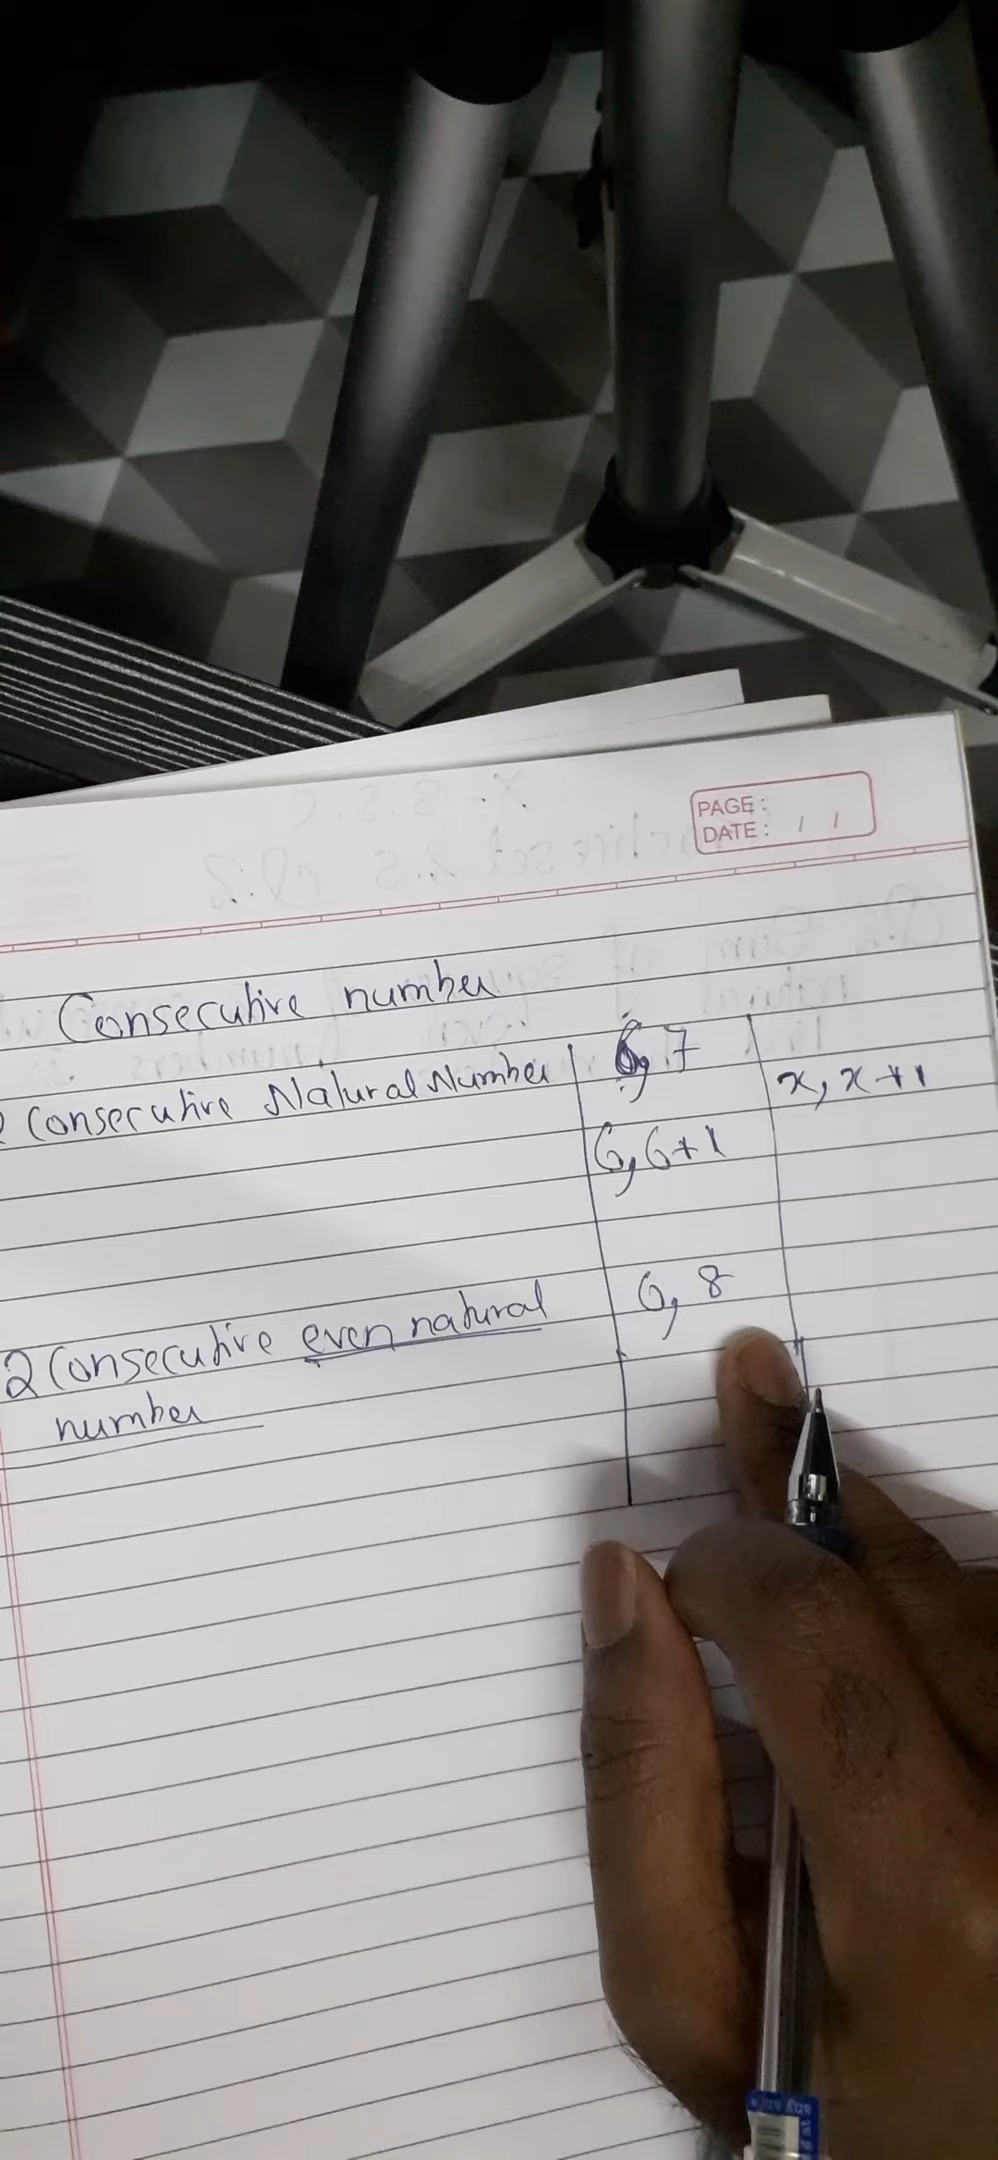 PAGE:
DATE: / /
Consecutive number
2 Consecutive Natural Number 6, 7 x, x+1
6, 6+1
2 Consecutive even natural 6, 8
number